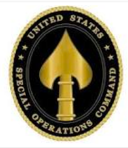 UNITED STATES
SPECIAL OPERATIONS COMMAND